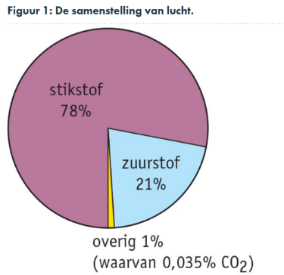 Figuur 1: De samenstelling van lucht.
stikstof
78%
zuurstof
21%
overig 1%
(waarvan 0,035% CO₂)